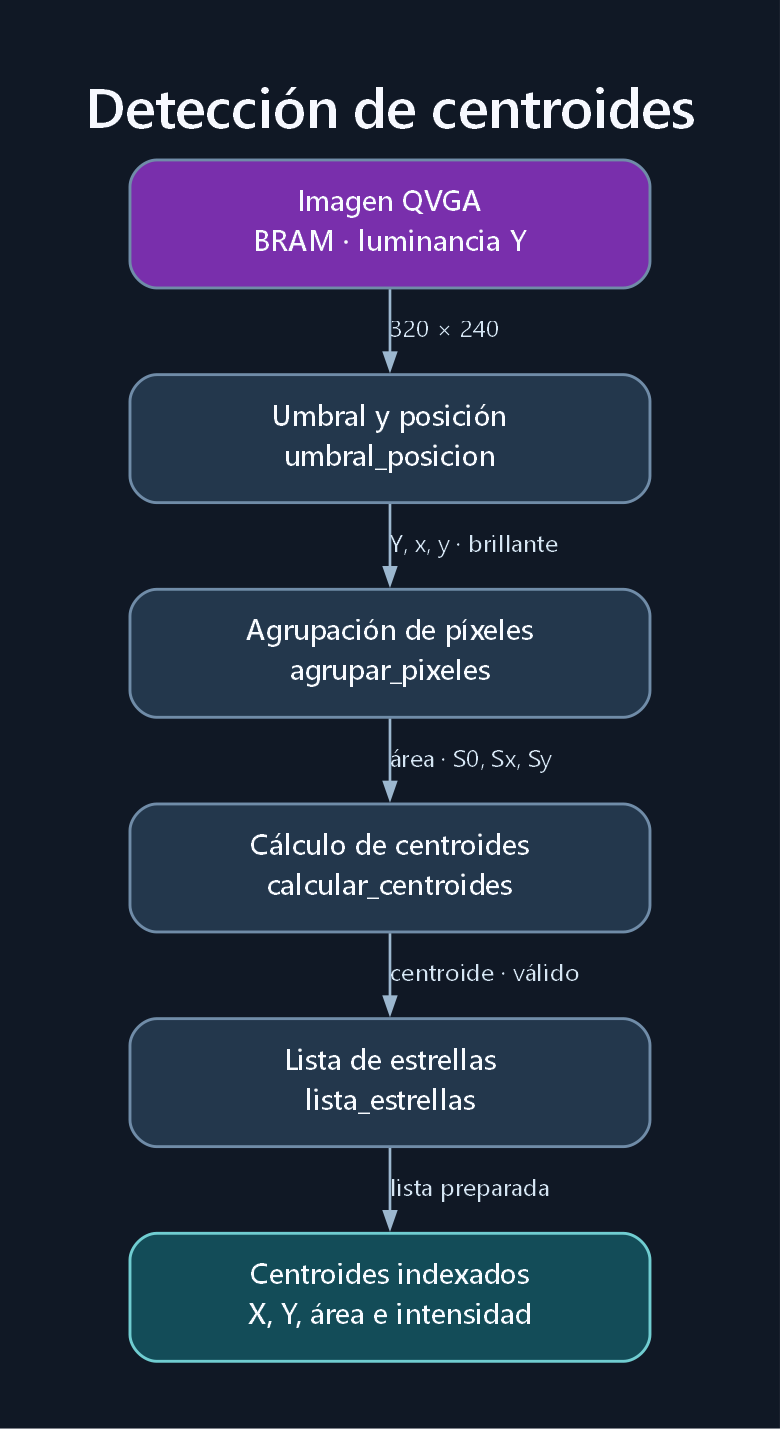 Detección de centroides
Imagen QVGA
BRAM · luminancia Y
320 × 240
Umbral y posición
umbral_posicion
Y, x, y · brillante
Agrupación de píxeles
agrupar_pixeles
área · S0, Sx, Sy
Cálculo de centroides
calcular_centroides
centroide · válido
Lista de estrellas
lista_estrellas
lista preparada
Centroides indexados
X, Y, área e intensidad